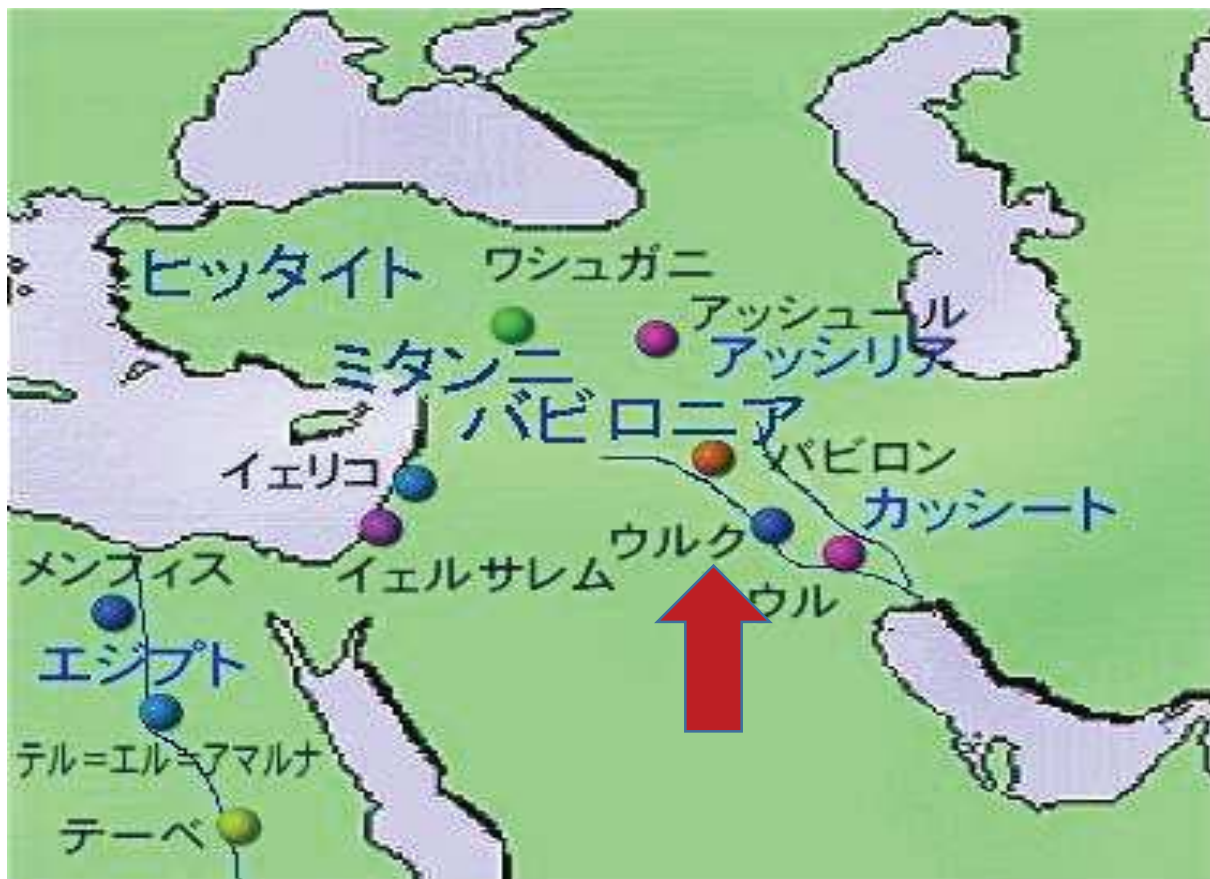 ヒッタイト
ワシュガニ
アッシュール
アッシリア
ミタンニ
バビロニア
バビロン
イェリコ
カッシート
ウルク
メンフィス
イェルサレム
ウル
エジプト
テル=エル=アマルナ
テーベ